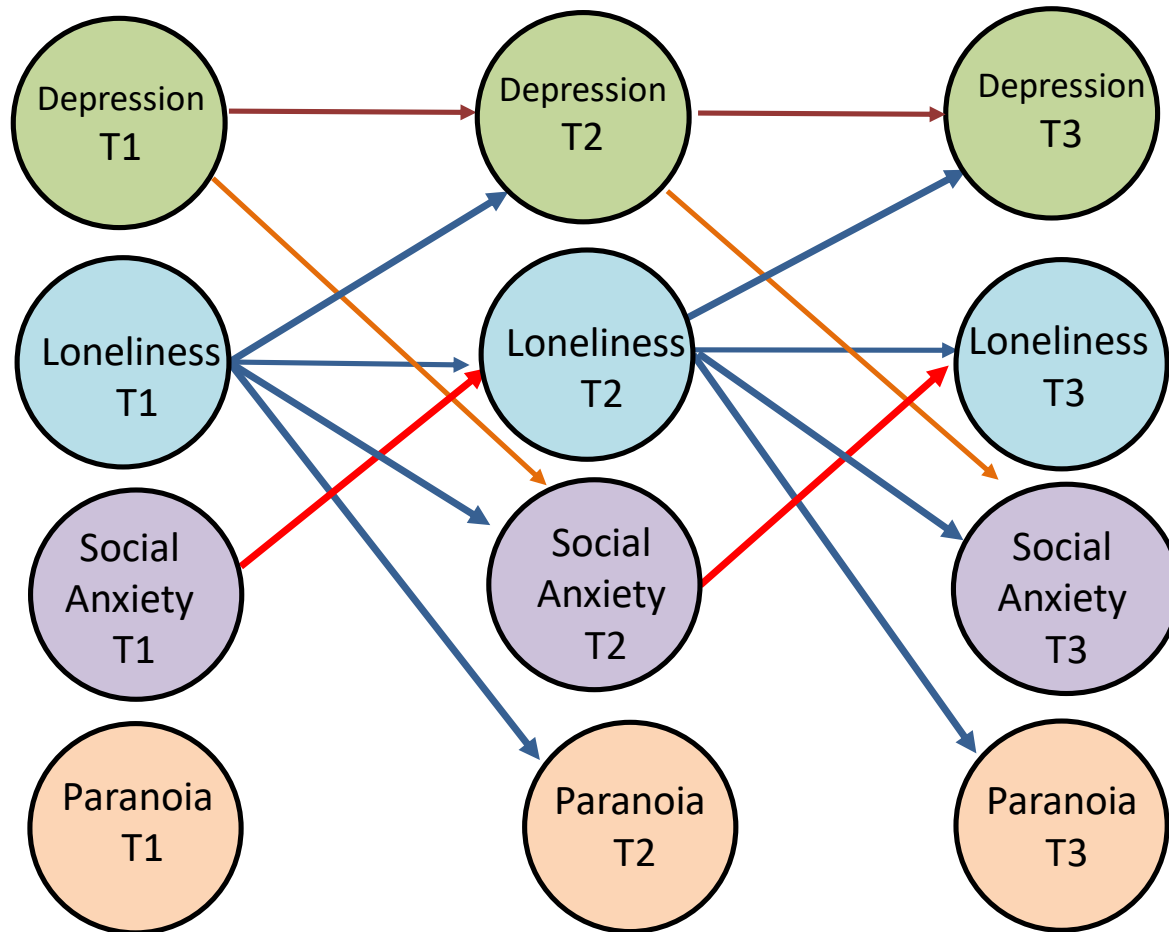 Depression
T1
Depression
T2
Depression
T3
Loneliness
T1
Loneliness
T2
Loneliness
T3
Social
Anxiety
T1
Social
Anxiety
T2
Social
Anxiety
T3
Paranoia
T1
Paranoia
T2
Paranoia
T3